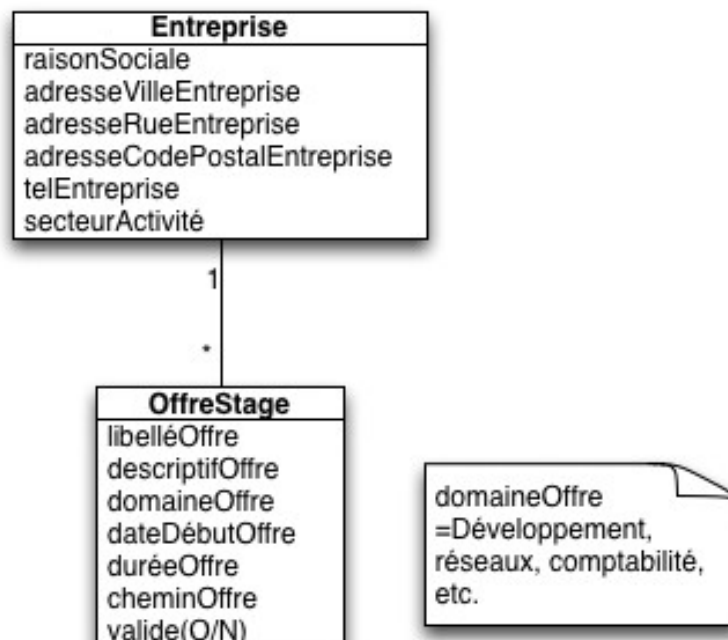 Entreprise
raisonSociale
adresseVilleEntreprise
adresseRueEntreprise
adresseCodePostalEntreprise
telEntreprise
secteurActivité
1
*
OffreStage
libelléOffre
descriptifOffre
domaineOffre
dateDébutOffre
duréeOffre
cheminOffre
valide(O/N)
domaineOffre
=Développement,
réseaux, comptabilité,
etc.